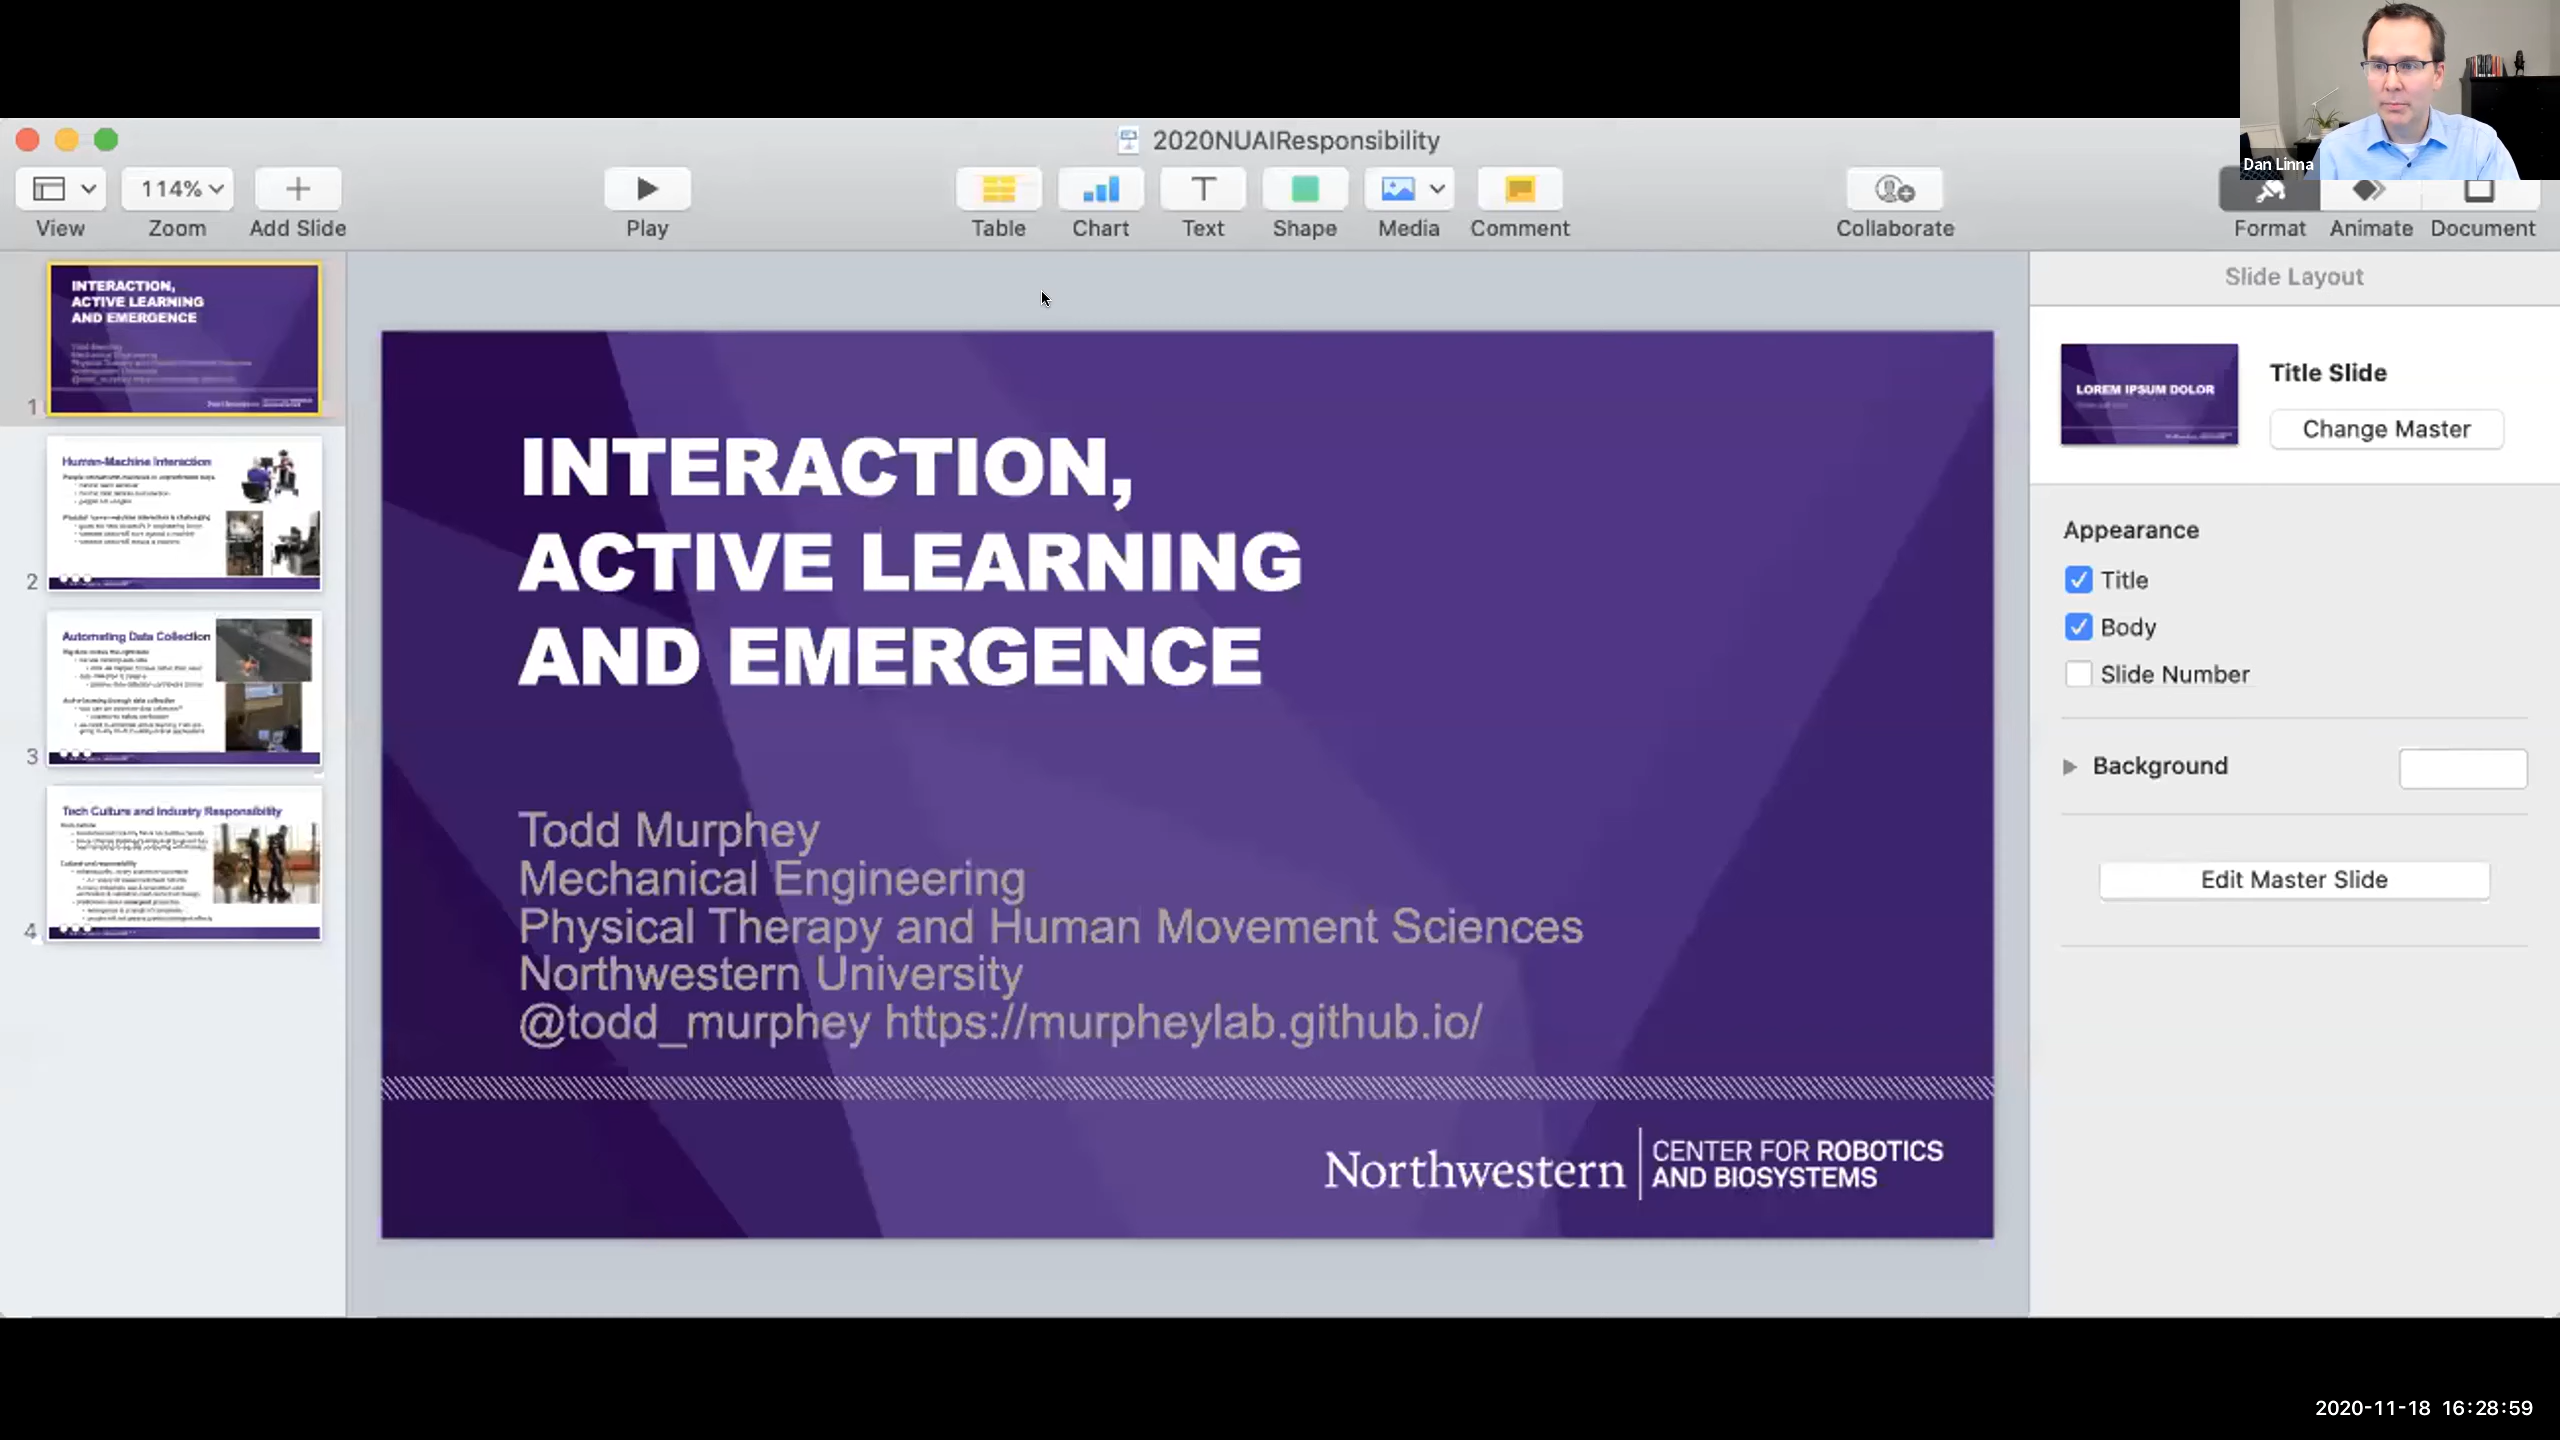 2020NUAIResponsibility
Dan Linna
114%
View
Zoom
Add Slide
Play
Table
Chart
Text
Shape
Media
Comment
Collaborate
Format
Animate
Document
INTERACTION,
ACTIVE LEARNING
AND EMERGENCE
1
Human-Machine Interaction
2
Automating Data Collection
3
Tech Culture and Industry Responsibility
4
INTERACTION,
ACTIVE LEARNING
AND EMERGENCE
Todd Murphey
Mechanical Engineering
Physical Therapy and Human Movement Sciences
Northwestern University
@todd_murphey https://murpheylab.github.io/
Northwestern
CENTER FOR ROBOTICS
AND BIOSYSTEMS
Slide Layout
LOREM IPSUM DOLOR
Title Slide
Change Master
Appearance
Title
Body
Slide Number
Background
Edit Master Slide
2020-11-18 16:28:59